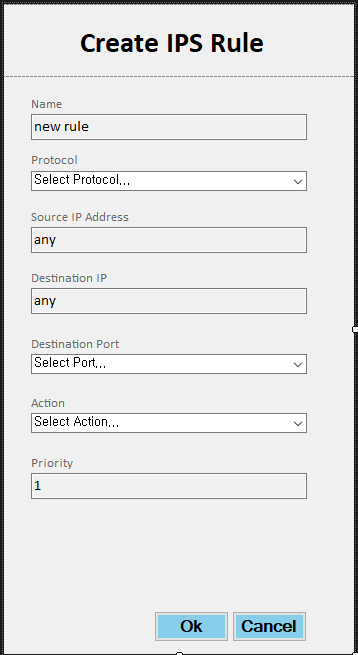 Create IPS Rule
Name
new rule
Protocol
Select Protocol...
Source IP Address
any
Destination IP
any
Destination Port
Select Port...
Action
Select Action...
Priority
1
Ok Cancel